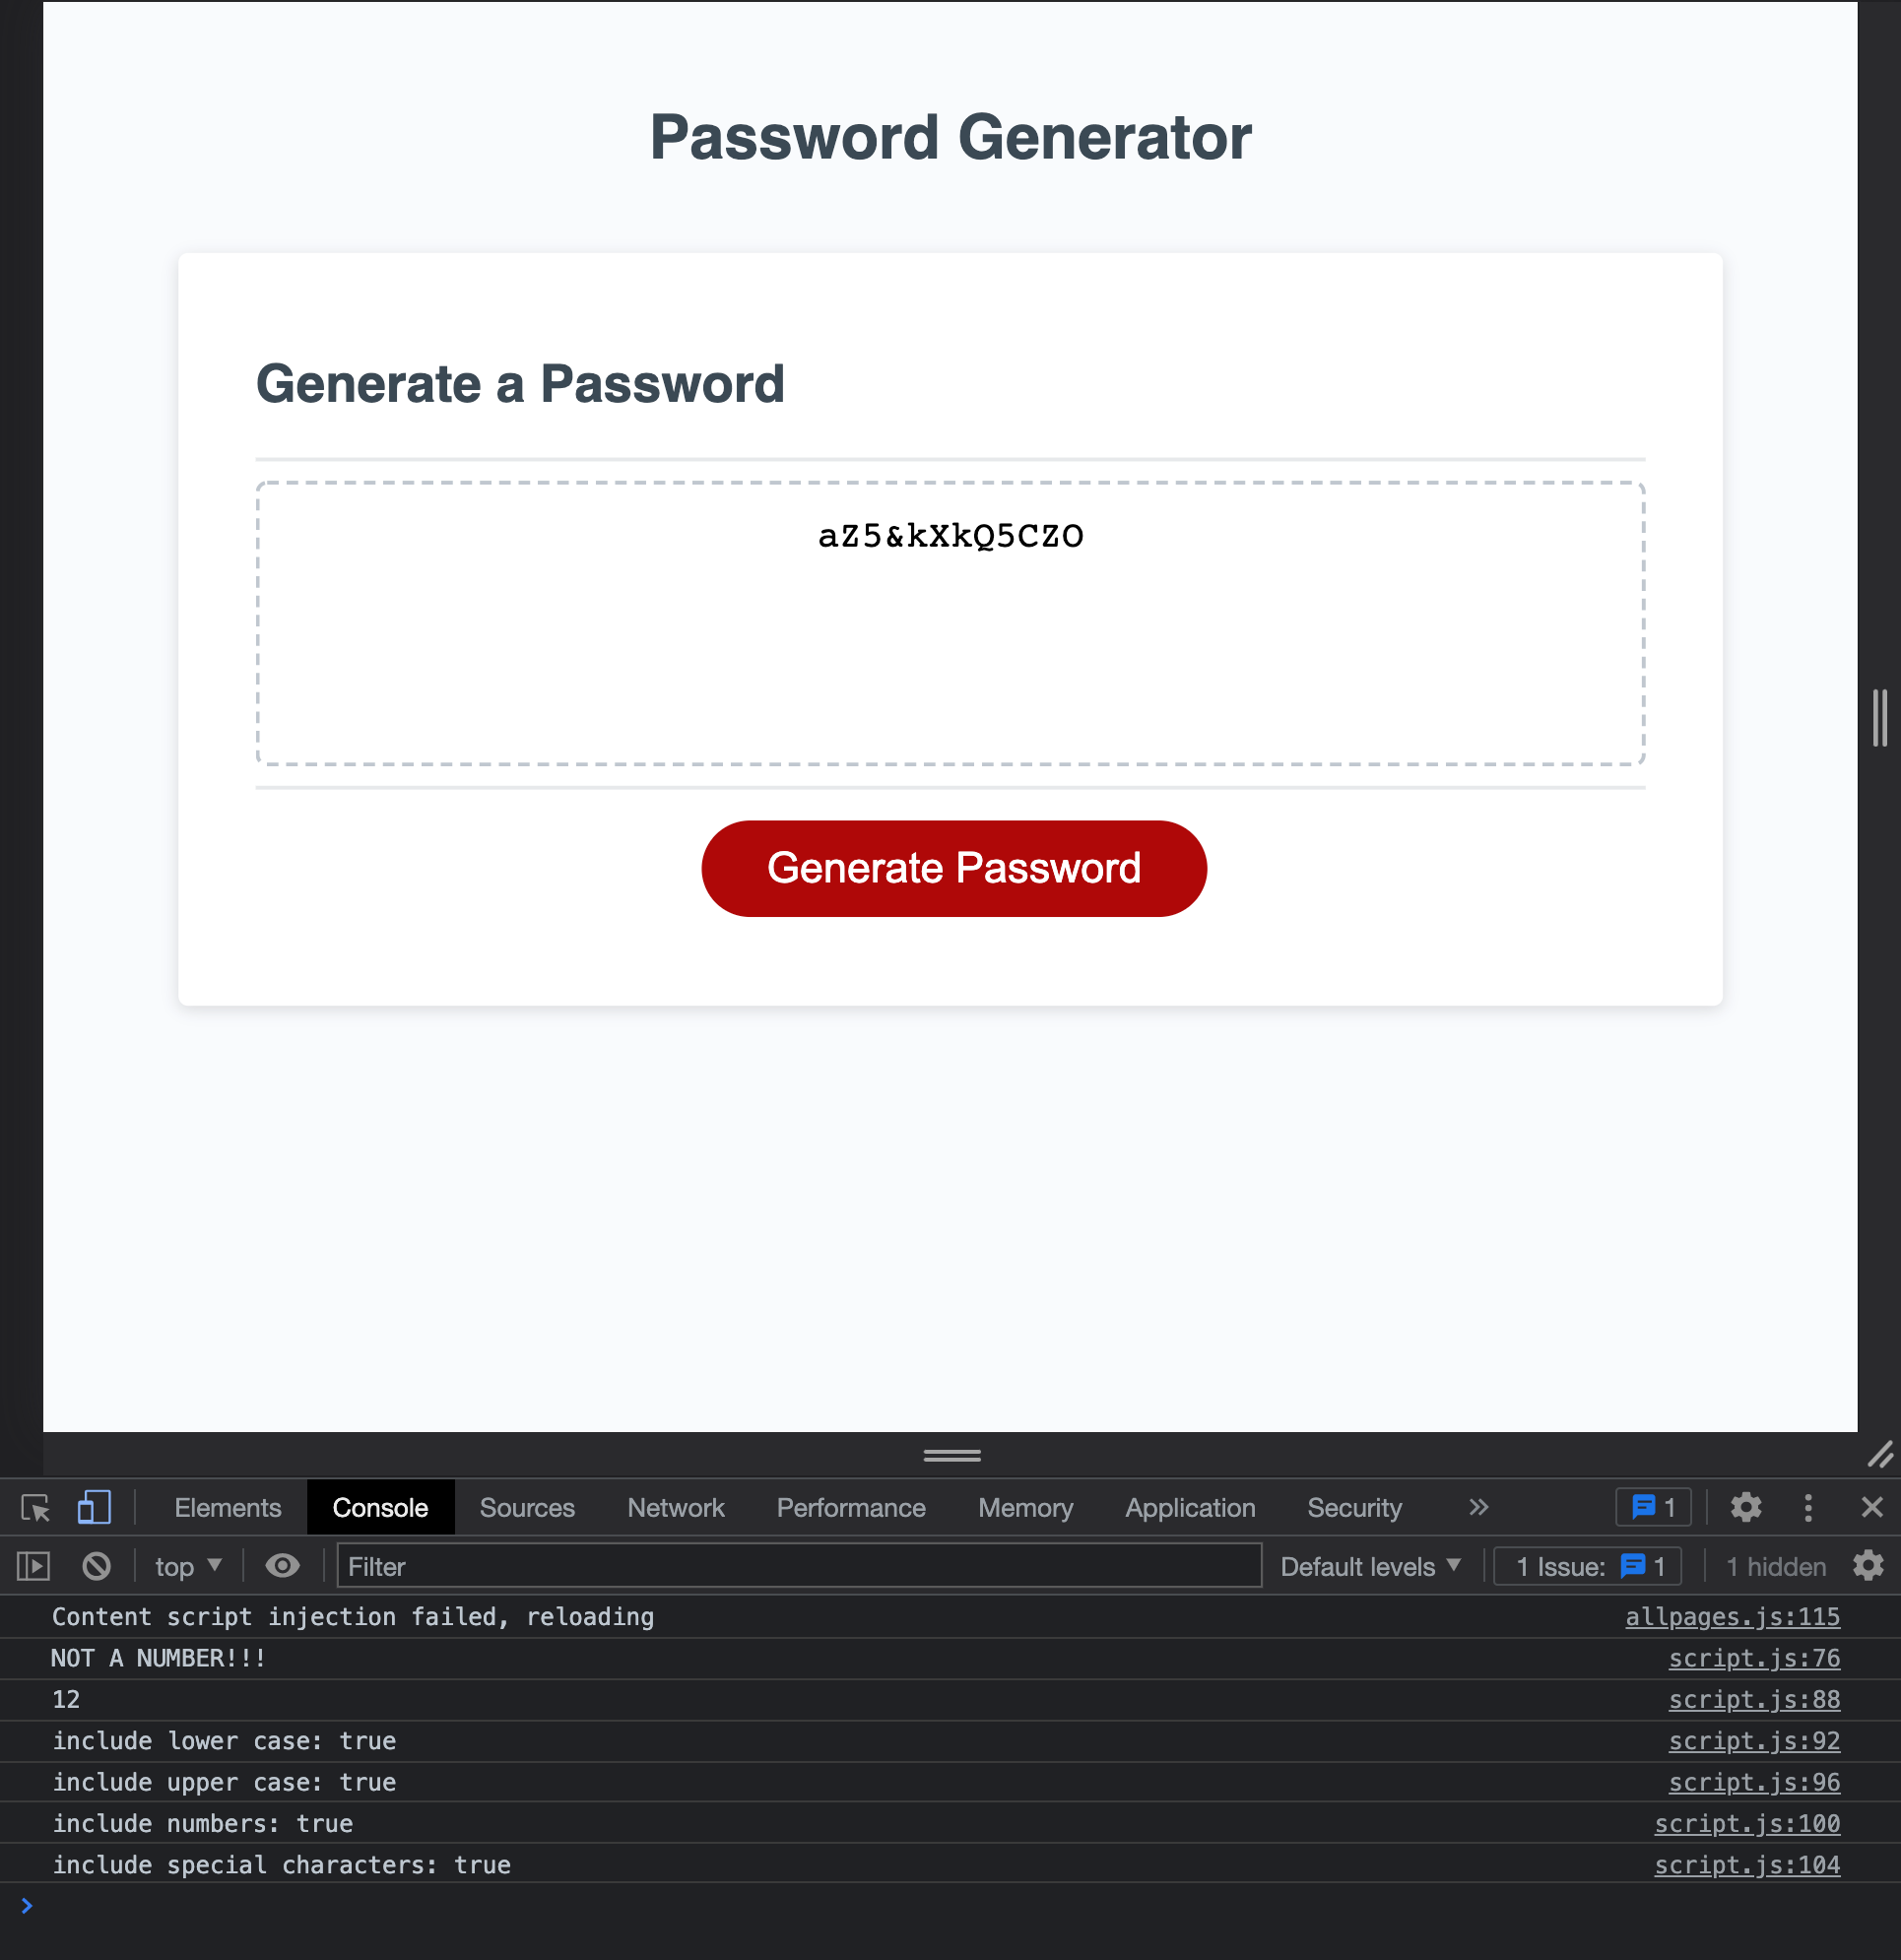 Password Generator
Generate a Password
aZ5&kXkQ5CZO
Generate Password
Elements Console Sources Network Performance Memory Application Security » 1
top ▼ Filter Default levels ▼ 1 Issue: 1 1 hidden
Content script injection failed, reloading allpages.js:115
NOT A NUMBER!!! script.js:76
12 script.js:88
include lower case: true script.js:92
include upper case: true script.js:96
include numbers: true script.js:100
include special characters: true script.js:104